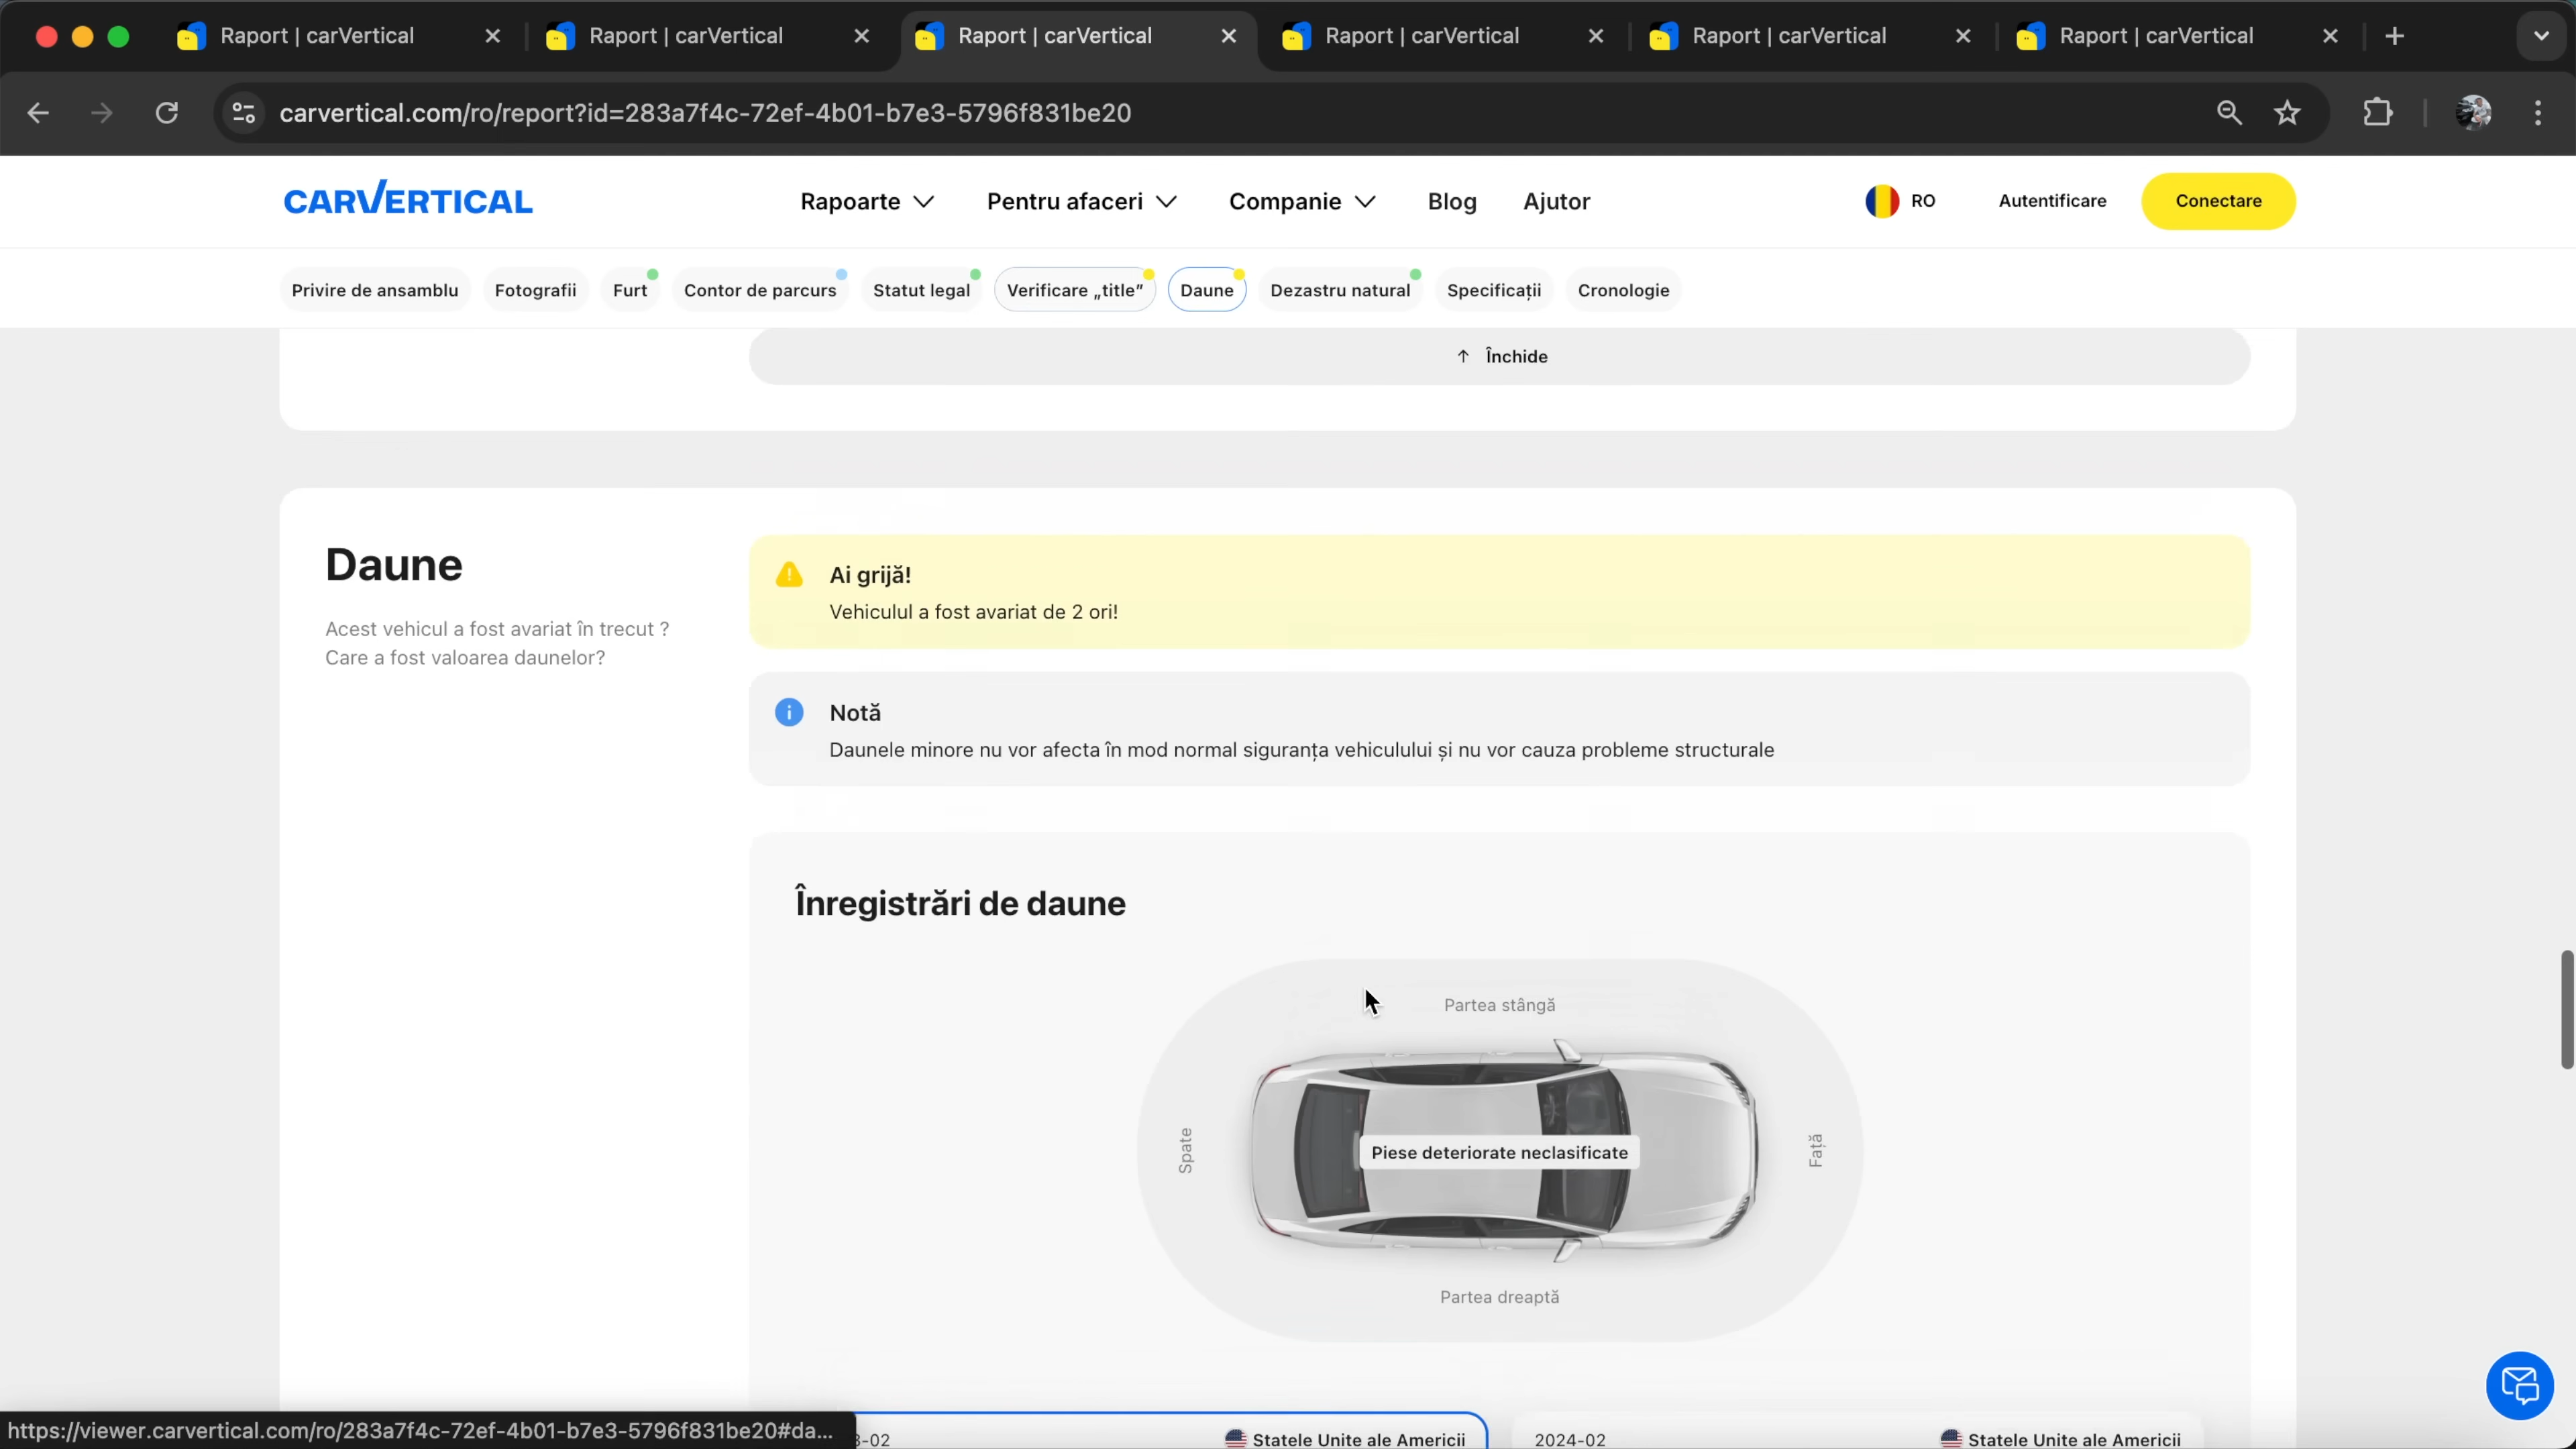 Raport | carVertical
Raport | carVertical
Raport | carVertical
Raport | carVertical
Raport | carVertical
Raport | carVertical
carvertical.com/ro/report?id=283a7f4c-72ef-4b01-b7e3-5796f831be20
CARVERTICAL
Rapoarte
Pentru afaceri
Companie
Blog
Ajutor
RO
Autentificare
Conectare
Privire de ansamblu
Fotografii
Furt
Contor de parcurs
Statut legal
Verificare „title”
Daune
Dezastru natural
Specificații
Cronologie
↑ Închide
Daune
Acest vehicul a fost avariat în trecut ?
Care a fost valoarea daunelor?
Ai grijă!
Vehiculul a fost avariat de 2 ori!
Notă
Daunele minore nu vor afecta în mod normal siguranța vehiculului și nu vor cauza probleme structurale
Înregistrări de daune
Partea stângă
Spate
Piese deteriorate neclasificate
Față
Partea dreaptă
3-02
Statele Unite ale Americii
2024-02
Statele Unite ale Americii
https://viewer.carvertical.com/ro/283a7f4c-72ef-4b01-b7e3-5796f831be20#da...